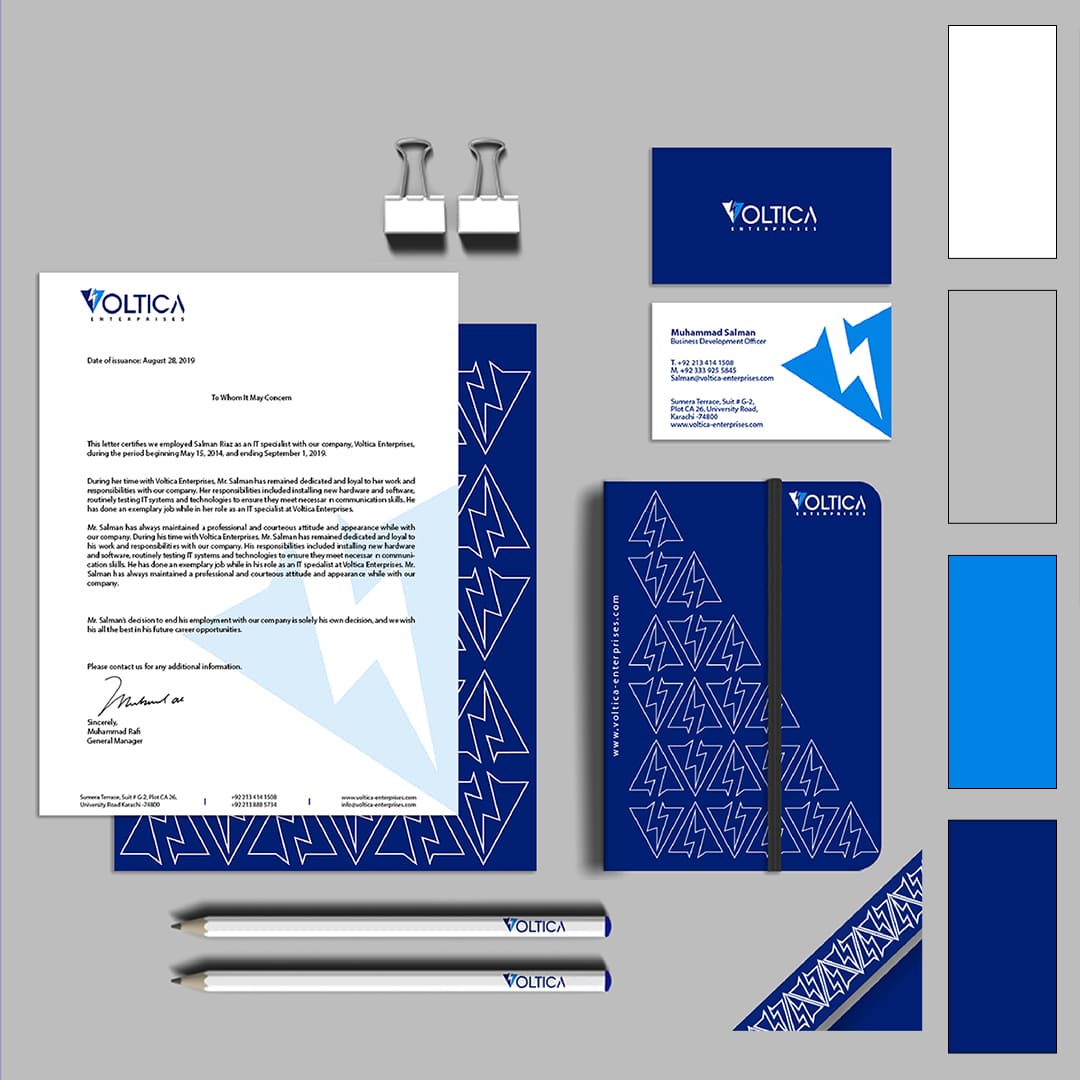 VOLTICA
ENTERPRISES
Date of issuance: August 28, 2019
To Whom It May Concern
This letter certifies we employed Salman Riaz as an IT specialist with our company, Voltica Enterprises,
during the period beginning May 15, 2014, and ending September 1, 2019.
During her time with Voltica Enterprises, Mr. Salman has remained dedicated and loyal to her work and
responsibilities with our company. Her responsibilities included installing new hardware and software,
routinely testing IT systems and technologies to ensure they meet necessar in communication skills. He
has done an exemplary job while in her role as an IT specialist at Voltica Enterprises.
Mr. Salman has always maintained a professional and courteous attitude and appearance while with
our company. During his time with Voltica Enterprises, Mr. Salman has remained dedicated and loyal to
his work and responsibilities with our company. His responsibilities included installing new hardware
and software, routinely testing IT systems and technologies to ensure they meet necessar in communi-
cation skills. He has done an exemplary job while in his role as an IT specialist at Voltica Enterprises. Mr.
Salman has always maintained a professional and courteous attitude and appearance while with our
company.
Mr. Salman's decision to end his employment with our company is solely his own decision, and we wish
his all the best in his future career opportunities.
Please contact us for any additional information.
Sincerely,
Muhammad Rafi
General Manager
Sumera Terrace, Suit # G-2, Plot CA 26,
University Road Karachi -74800
+92 213 414 1508
+92 213 888 5734
www.voltica-enterprises.com
info@voltica-enterprises.com
VOLTICA
ENTERPRISES
Muhammad Salman
Business Development Officer
T. +92 213 414 1508
M. +92 333 925 5845
Salman@voltica-enterprises.com
Sumera Terrace, Suit # G-2,
Plot CA 26, University Road,
Karachi -74800
www.voltica-enterprises.com
VOLTICA
ENTERPRISES
www.voltica-enterprises.com
VOLTICA
VOLTICA